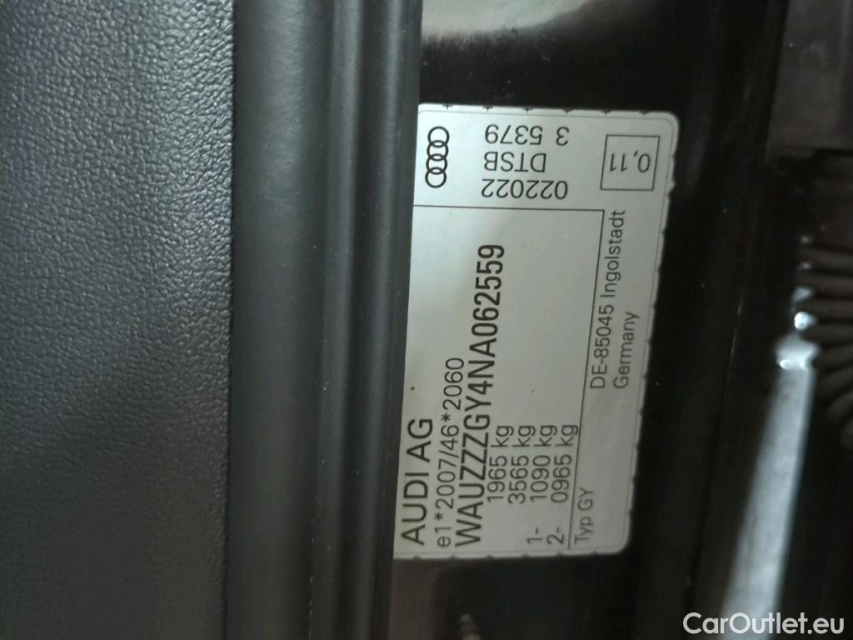 AUDI AG
e1*2007/46*2060
WAUZZZGY4NA062559
1965 kg
3565 kg
1- 1090 kg
2- 0965 kg
Typ GY
DE-85045 Ingolstadt
Germany
022022
DTSB
3 5379
0,11
CarOutlet.eu